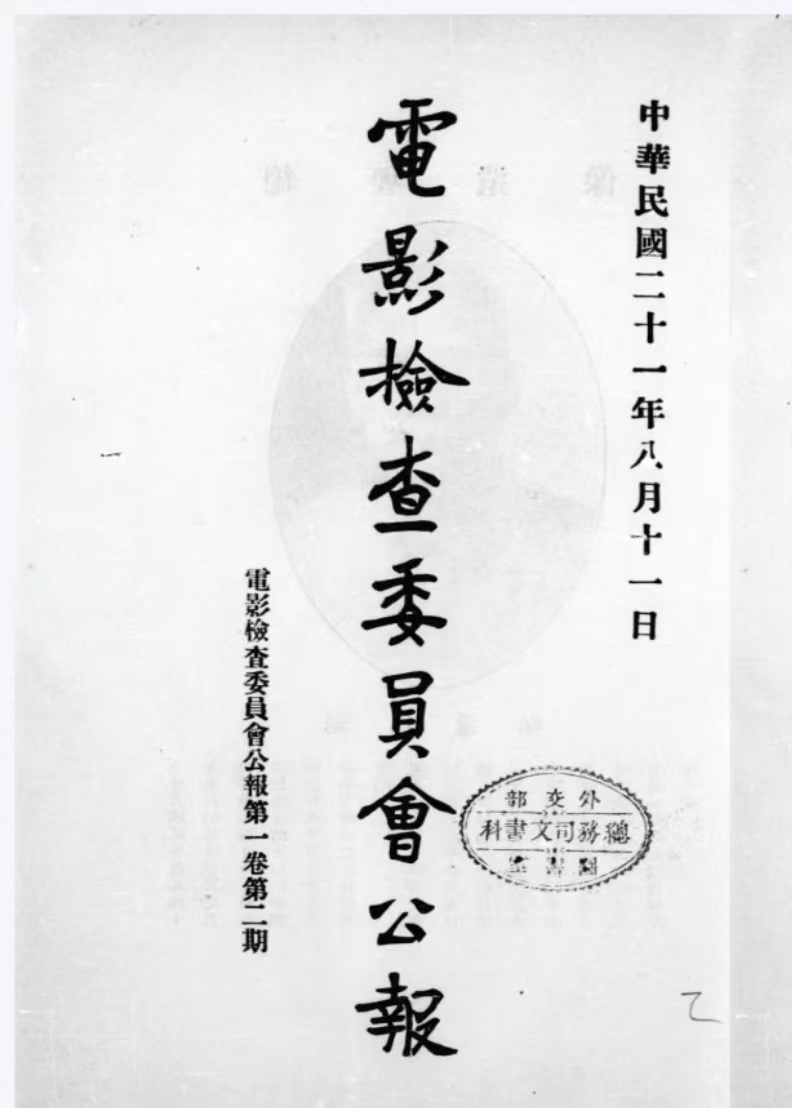 中華民國二十一年八月十一日
電影檢查委員會公報
電影檢查委員會公報第一卷第二期
外交部
總務司文書科
圖書室